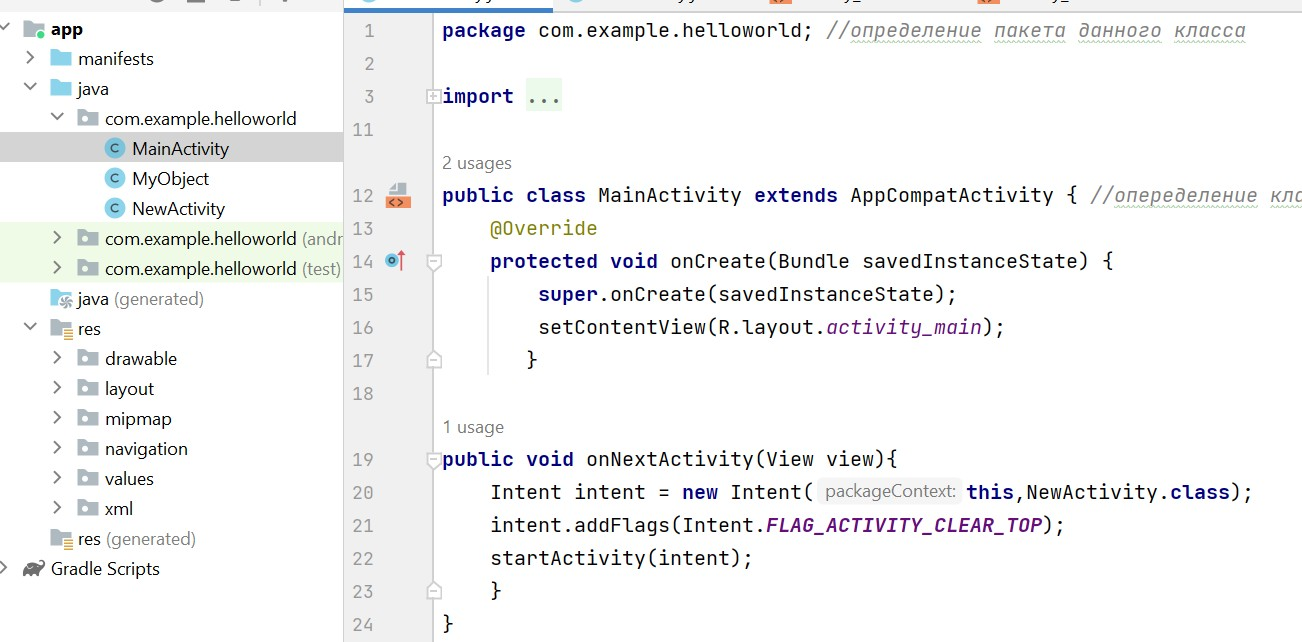 app
manifests
java
com.example.helloworld
MainActivity
MyObject
NewActivity
com.example.helloworld (andr
com.example.helloworld (test)
java (generated)
res
drawable
layout
mipmap
navigation
values
xml
res (generated)
Gradle Scripts
1 package com.example.helloworld; //определение пакета данного класса
2
3 import ...
11
2 usages
12 public class MainActivity extends AppCompatActivity { //опеределение кла
13 @Override
14 protected void onCreate(Bundle savedInstanceState) {
15 super.onCreate(savedInstanceState);
16 setContentView(R.layout.activity_main);
17 }
18
1 usage
19 public void onNextActivity(View view){
20 Intent intent = new Intent( packageContext: this,NewActivity.class);
21 intent.addFlags(Intent.FLAG_ACTIVITY_CLEAR_TOP);
22 startActivity(intent);
23 }
24 }